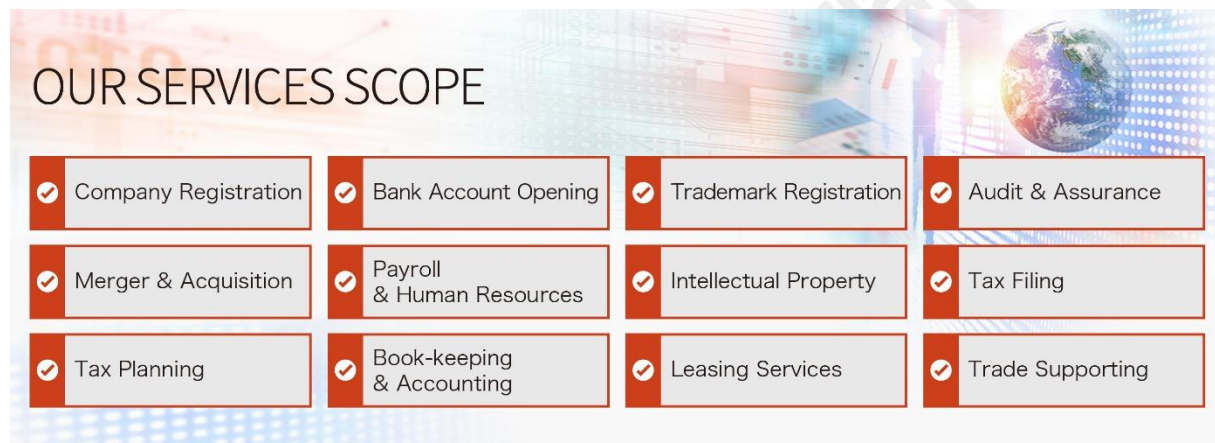 OUR SERVICES SCOPE
Company Registration
Bank Account Opening
Trademark Registration
Audit & Assurance
Merger & Acquisition
Payroll
& Human Resources
Intellectual Property
Tax Filing
Tax Planning
Book-keeping
& Accounting
Leasing Services
Trade Supporting